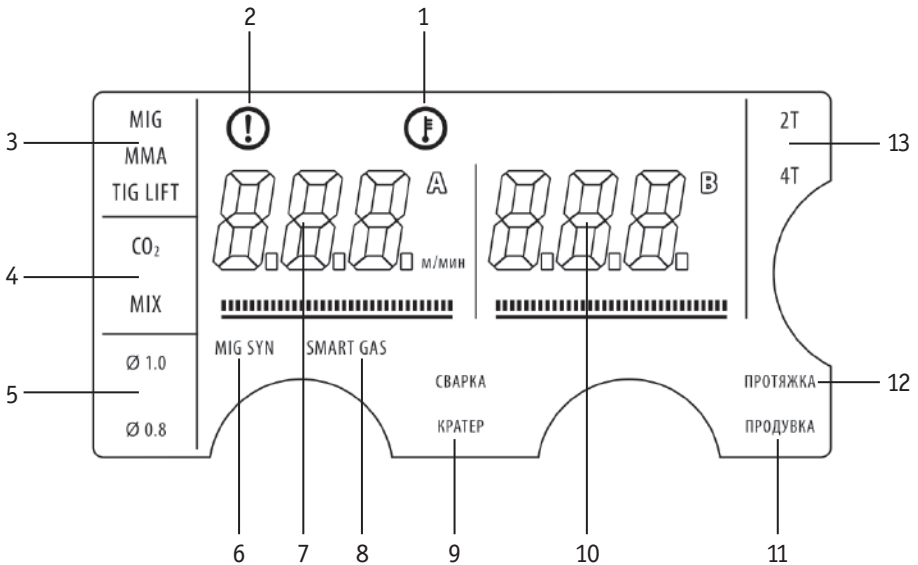 2
1
MIG
MMA
TIG LIFT
3
CO₂
MIX
4
Ø 1.0
Ø 0.8
5
8.8.8. A
м/мин
8.8.8. B
2T
4T
13
MIG SYN SMART GAS
СВАРКА
КРАТЕР
ПРОТЯЖКА
12
ПРОДУВКА
6 7 8 9 10 11